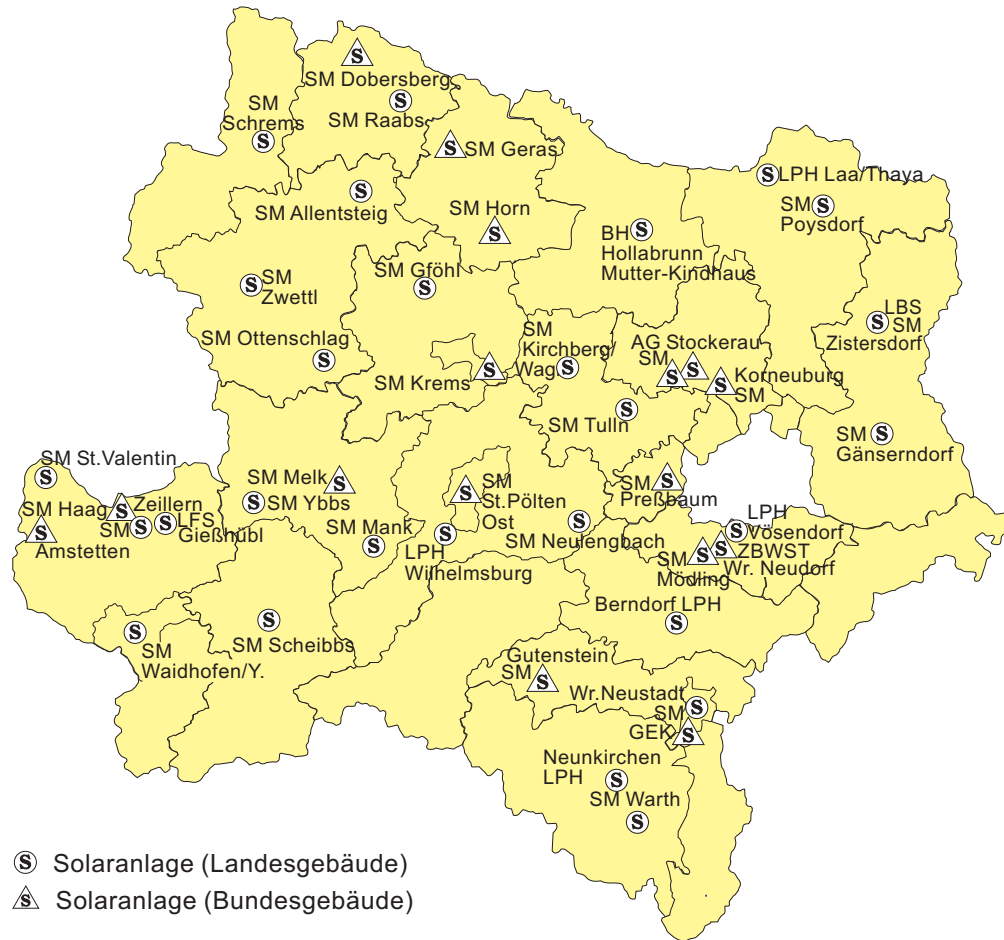 SM Dobersberg
SM Raabs
SM
Schrems
SM Geras
SM Allentsteig
SM Horn
LPH Laa/Thaya
SM
Poysdorf
BH
Hollabrunn
Mutter-Kindhaus
SM Gföhl
SM
Zwettl
SM Ottenschlag
SM
Kirchberg/
Wag.
AG Stockerau
SM
Korneuburg
SM
LBS
SM
Zistersdorf
SM Krems
SM Tulln
SM
Gänserndorf
SM St.Valentin
SM Haag
Amstetten
Zeillern
SM
LFS
Gießhübl
SM Melk
SM Ybbs
SM Mank
SM
St.Pölten
Ost
LPH
Wilhelmsburg
SM Neulengbach
SM
Preßbaum
LPH
Vösendorf
ZBWST
Wr. Neudorf
SM
Mödling
Berndorf LPH
SM
Waidhofen/Y.
SM Scheibbs
Gutenstein
SM
Wr.Neustadt
SM
GEK
Neunkirchen
LPH
SM Warth
S Solaranlage (Landesgebäude)
S Solaranlage (Bundesgebäude)